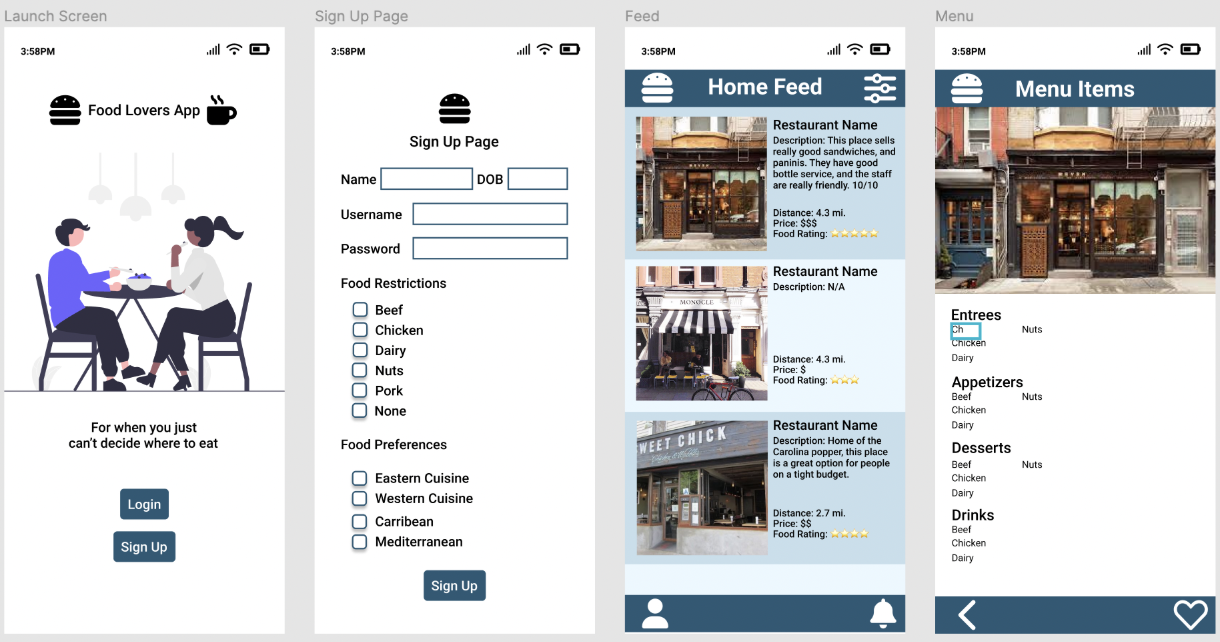 Launch Screen
3:58PM
Food Lovers App
For when you just
can't decide where to eat
Login
Sign Up
Sign Up Page
3:58PM
Sign Up Page
Name
DOB
Username
Password
Food Restrictions
Beef
Chicken
Dairy
Nuts
Pork
None
Food Preferences
Eastern Cuisine
Western Cuisine
Carribean
Mediterranean
Sign Up
Feed
3:58PM
Home Feed
Restaurant Name
Description: This place sells
really good sandwiches, and
paninis. They have good
bottle service, and the staff
are really friendly. 10/10
Distance: 4.3 mi.
Price: $$$
Food Rating:
MONOCLE
Restaurant Name
Description: N/A
Distance: 4.3 mi.
Price: $
Food Rating:
WEET CHICK
Restaurant Name
Description: Home of the
Carolina popper, this place
is a great option for people
on a tight budget.
Distance: 2.7 mi.
Price: $$
Food Rating:
Menu
3:58PM
Menu Items
Entrees
Ch Nuts
Chicken
Dairy
Appetizers
Beef Nuts
Chicken
Dairy
Desserts
Beef Nuts
Chicken
Dairy
Drinks
Beef
Chicken
Dairy